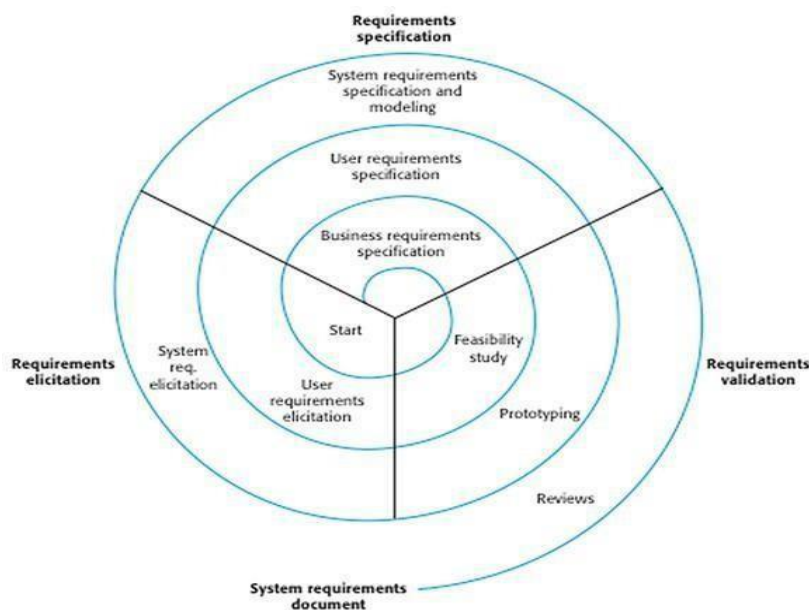 Requirements
specification
System requirements
specification and
modeling
User requirements
specification
Business requirements
specification
Start
Feasibility
study
Requirements
elicitation
System
req.
elicitation
User
requirements
elicitation
Requirements
validation
Prototyping
Reviews
System requirements
document